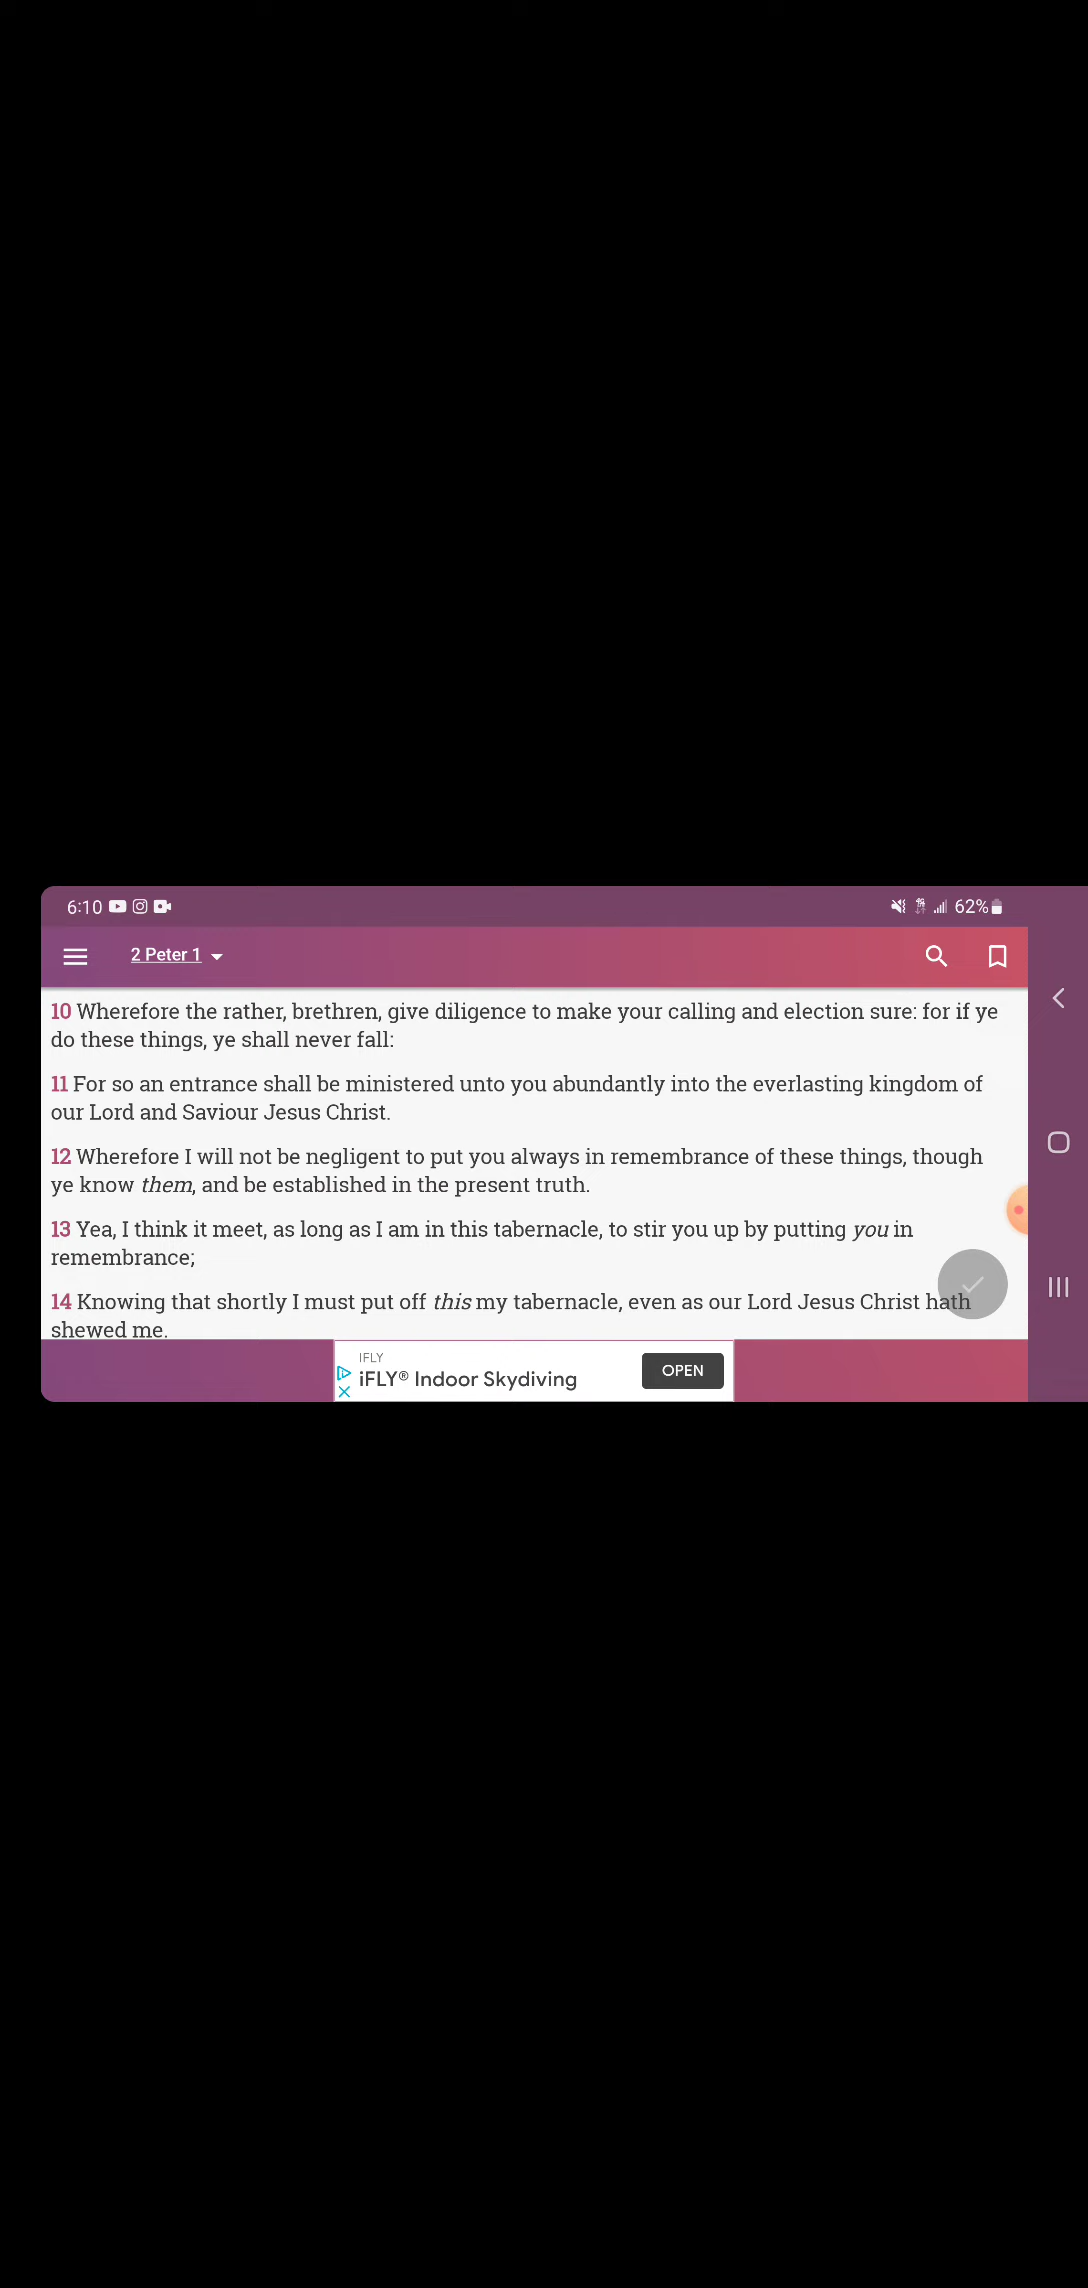 6:10
62%
2 Peter 1
10 Wherefore the rather, brethren, give diligence to make your calling and election sure: for if ye
do these things, ye shall never fall:
11 For so an entrance shall be ministered unto you abundantly into the everlasting kingdom of
our Lord and Saviour Jesus Christ.
12 Wherefore I will not be negligent to put you always in remembrance of these things, though
ye know them, and be established in the present truth.
13 Yea, I think it meet, as long as I am in this tabernacle, to stir you up by putting you in
remembrance;
14 Knowing that shortly I must put off this my tabernacle, even as our Lord Jesus Christ hath
shewed me.
IFLY
iFLY® Indoor Skydiving
OPEN